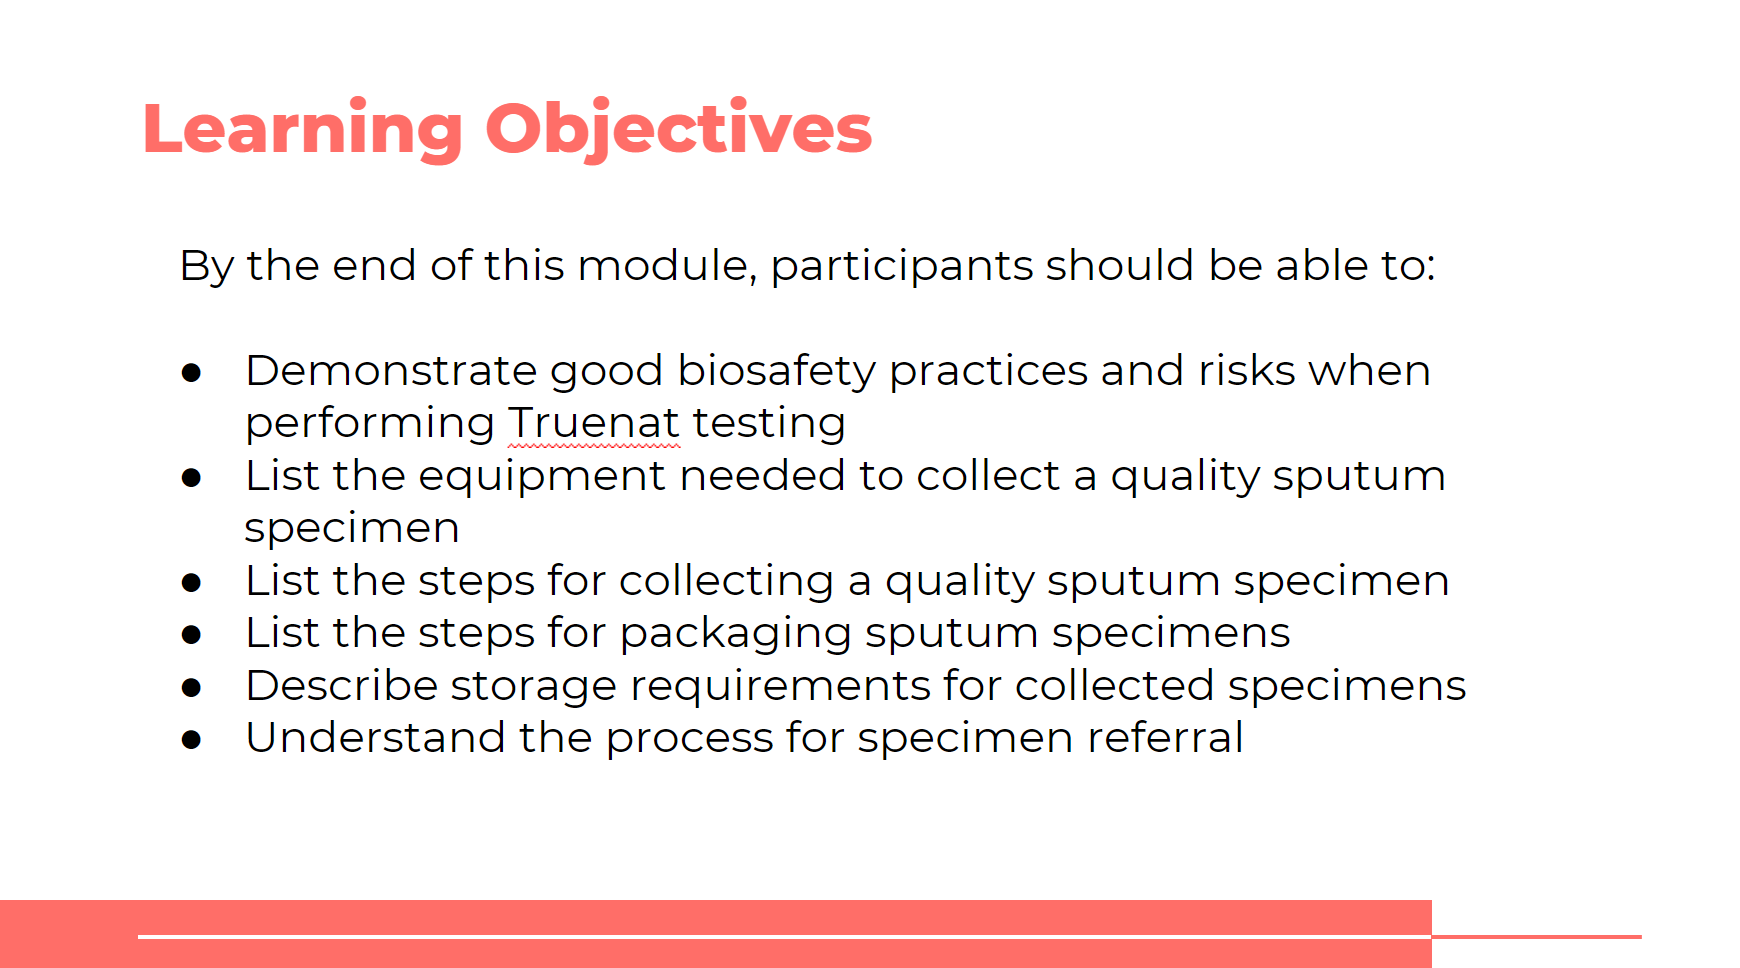 Learning Objectives
By the end of this module, participants should be able to:
● Demonstrate good biosafety practices and risks when
performing Truenat testing
● List the equipment needed to collect a quality sputum
specimen
● List the steps for collecting a quality sputum specimen
● List the steps for packaging sputum specimens
● Describe storage requirements for collected specimens
● Understand the process for specimen referral